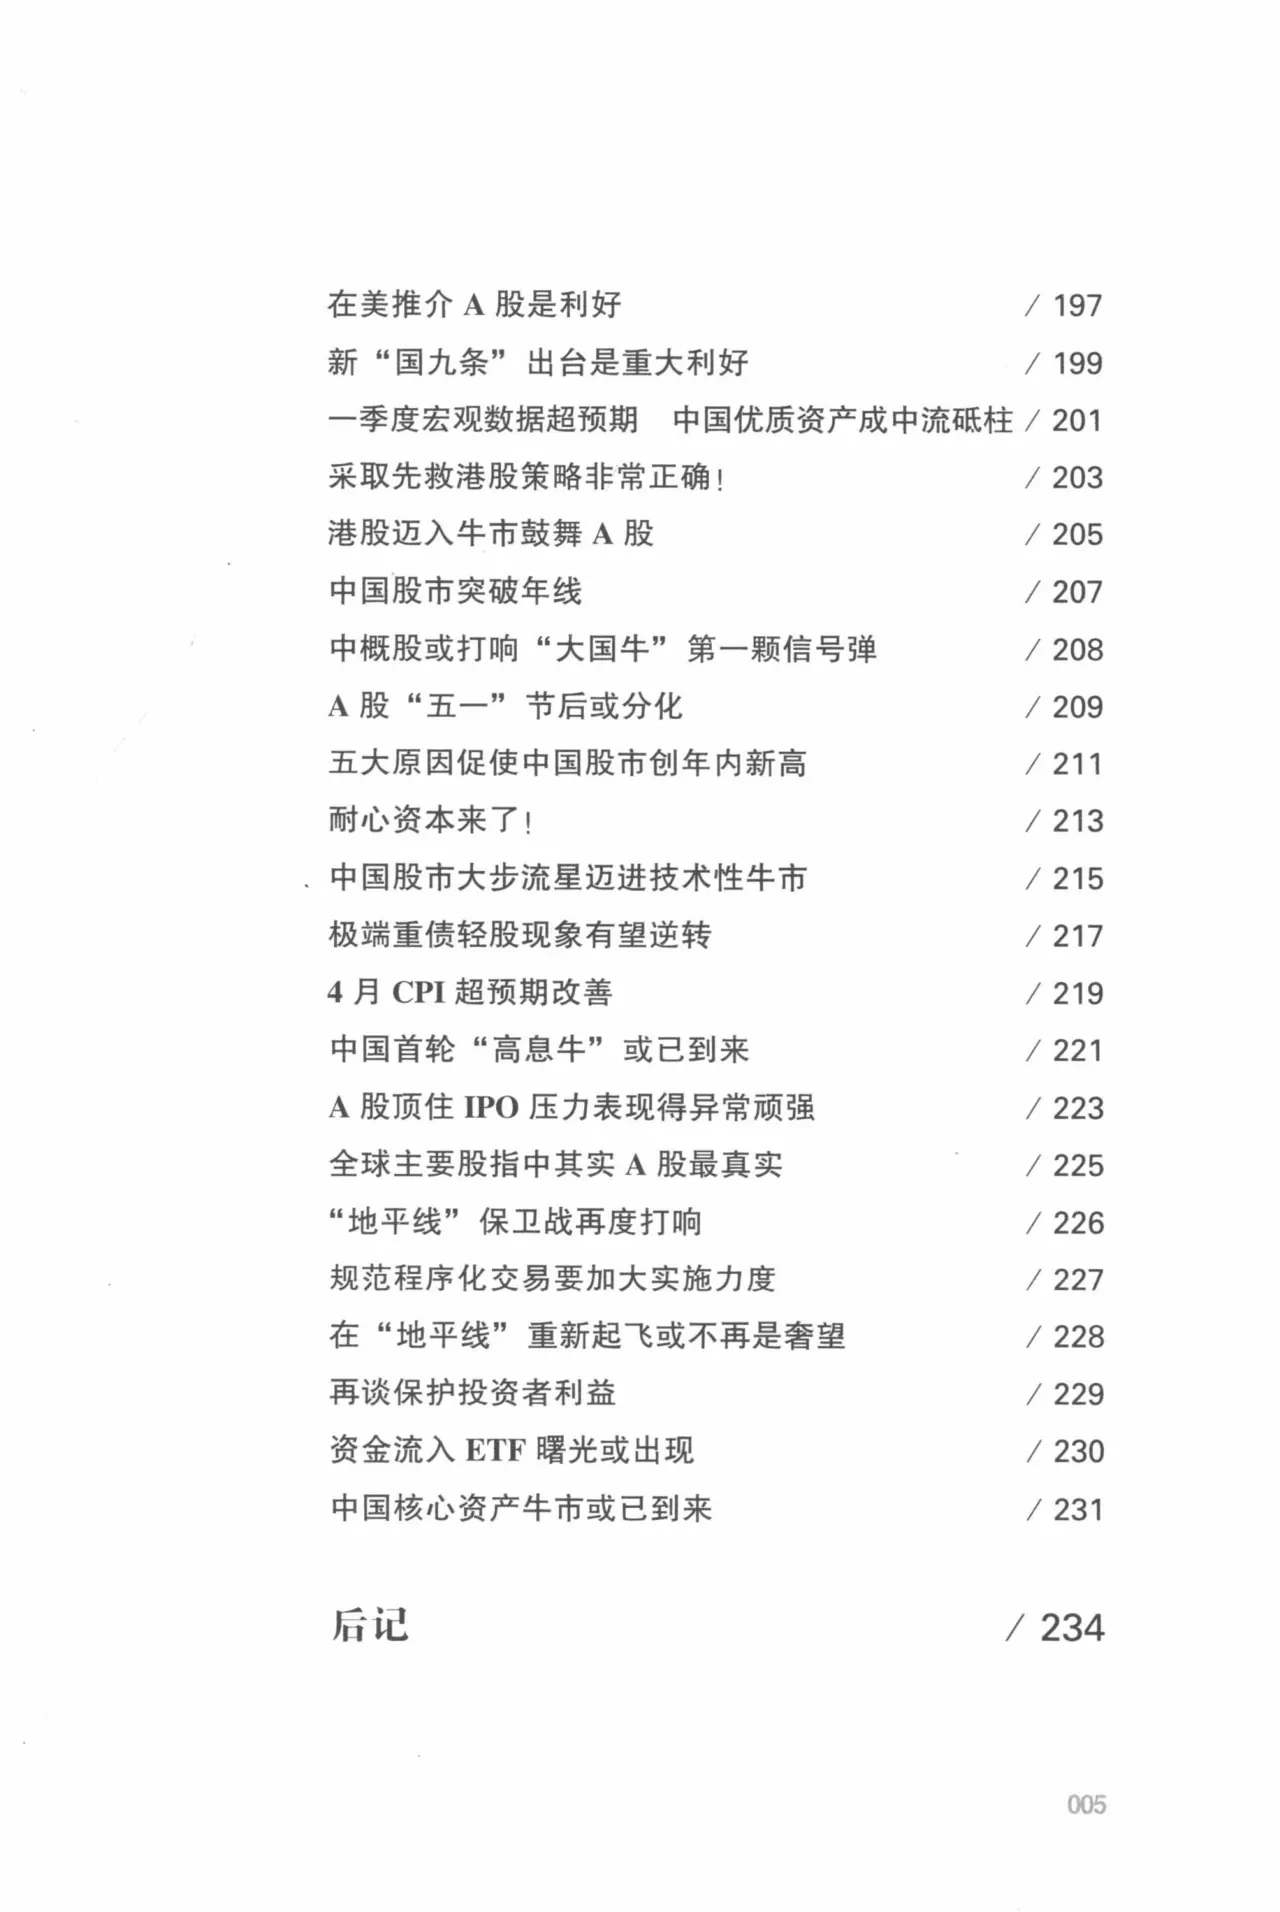 在美推介 A 股是利好 / 197
新“国九条”出台是重大利好 / 199
一季度宏观数据超预期　中国优质资产成中流砥柱 / 201
采取先救港股策略非常正确! / 203
港股迈入牛市鼓舞 A 股 / 205
中国股市突破年线 / 207
中概股或打响“大国牛”第一颗信号弹 / 208
A 股“五一”节后或分化 / 209
五大原因促使中国股市创年内新高 / 211
耐心资本来了! / 213
中国股市大步流星迈进技术性牛市 / 215
极端重债轻股现象有望逆转 / 217
4 月 CPI 超预期改善 / 219
中国首轮“高息牛”或已到来 / 221
A 股顶住 IPO 压力表现得异常顽强 / 223
全球主要股指中其实 A 股最真实 / 225
“地平线”保卫战再度打响 / 226
规范程序化交易要加大实施力度 / 227
在“地平线”重新起飞或不再是奢望 / 228
再谈保护投资者利益 / 229
资金流入 ETF 曙光或出现 / 230
中国核心资产牛市或已到来 / 231
后记 / 234
005